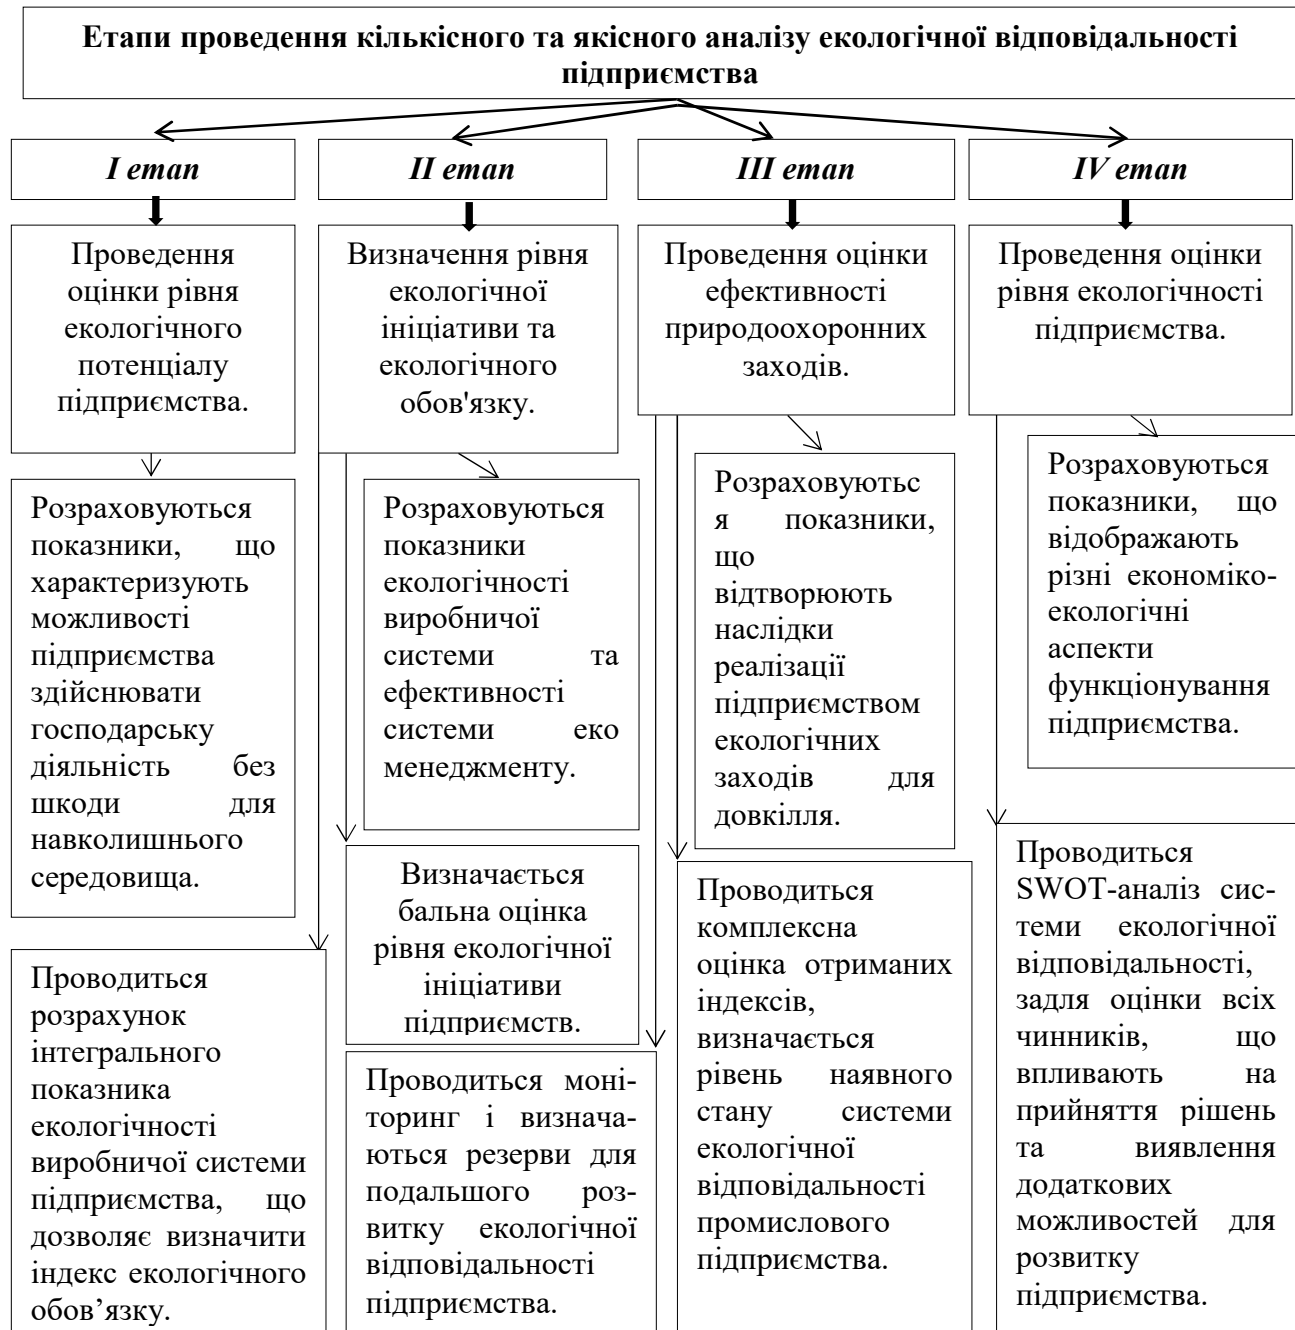 Етапи проведення кількісного та якісного аналізу екологічної відповідальності
підприємства
I етап
II етап
III етап
IV етап
Проведення
оцінки рівня
екологічного
потенціалу
підприємства.
Визначення рівня
екологічної
ініціативи та
екологічного
обов'язку.
Проведення оцінки
ефективності
природоохоронних
заходів.
Проведення оцінки
рівня екологічності
підприємства.
Розраховуються
показники, що
характеризують
можливості
підприємства
здійснювати
господарську
діяльність без
шкоди для
навколишнього
середовища.
Розраховуються
показники
екологічності
виробничої
системи та
ефективності
системи еко
менеджменту.
Розраховуютьс
я показники,
що
відтворюють
наслідки
реалізації
підприємством
екологічних
заходів для
довкілля.
Розраховуються
показники, що
відображають
різні економіко-
екологічні
аспекти
функціонування
підприємства.
Визначається
бальна оцінка
рівня екологічної
ініціативи
підприємств.
Проводиться
розрахунок
інтегрального
показника
екологічності
виробничої системи
підприємства, що
дозволяє визначити
індекс екологічного
обов’язку.
Проводиться моні-
торинг і визнача-
ються резерви для
подальшого роз-
витку екологічної
відповідальності
підприємства.
Проводиться
комплексна
оцінка отриманих
індексів,
визначається
рівень наявного
стану системи
екологічної
відповідальності
промислового
підприємства.
Проводиться
SWOT-аналіз сис-
теми екологічної
відповідальності,
задля оцінки всіх
чинників, що
впливають на
прийняття рішень
та виявлення
додаткових
можливостей для
розвитку
підприємства.